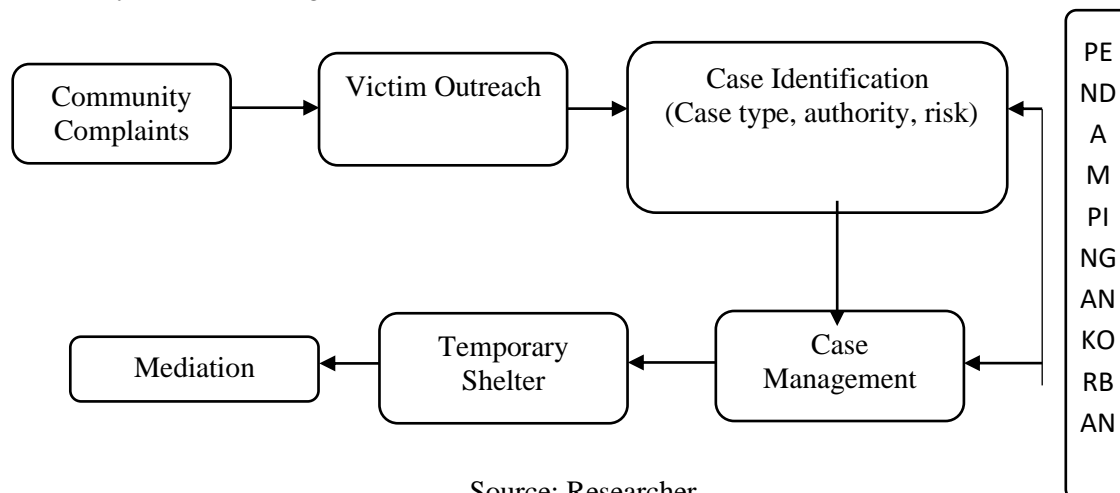 Community
Complaints
Victim Outreach
Case Identification
(Case type, authority, risk)
Mediation
Temporary
Shelter
Case
Management
PE
ND
A
M
PI
NG
AN
KO
RB
AN
Source: Researcher